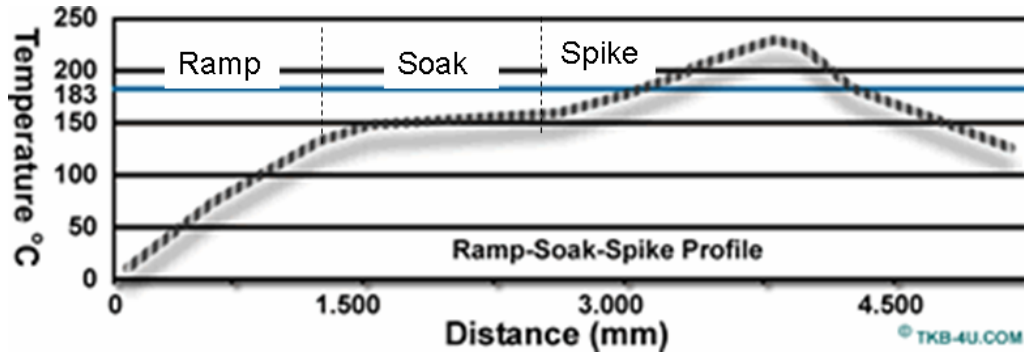 250
Ramp
Soak
Spike
200
183
150
100
50
0
Temperature °C
Ramp-Soak-Spike Profile
0
1.500
3.000
4.500
Distance (mm)
© TKB-4U.COM